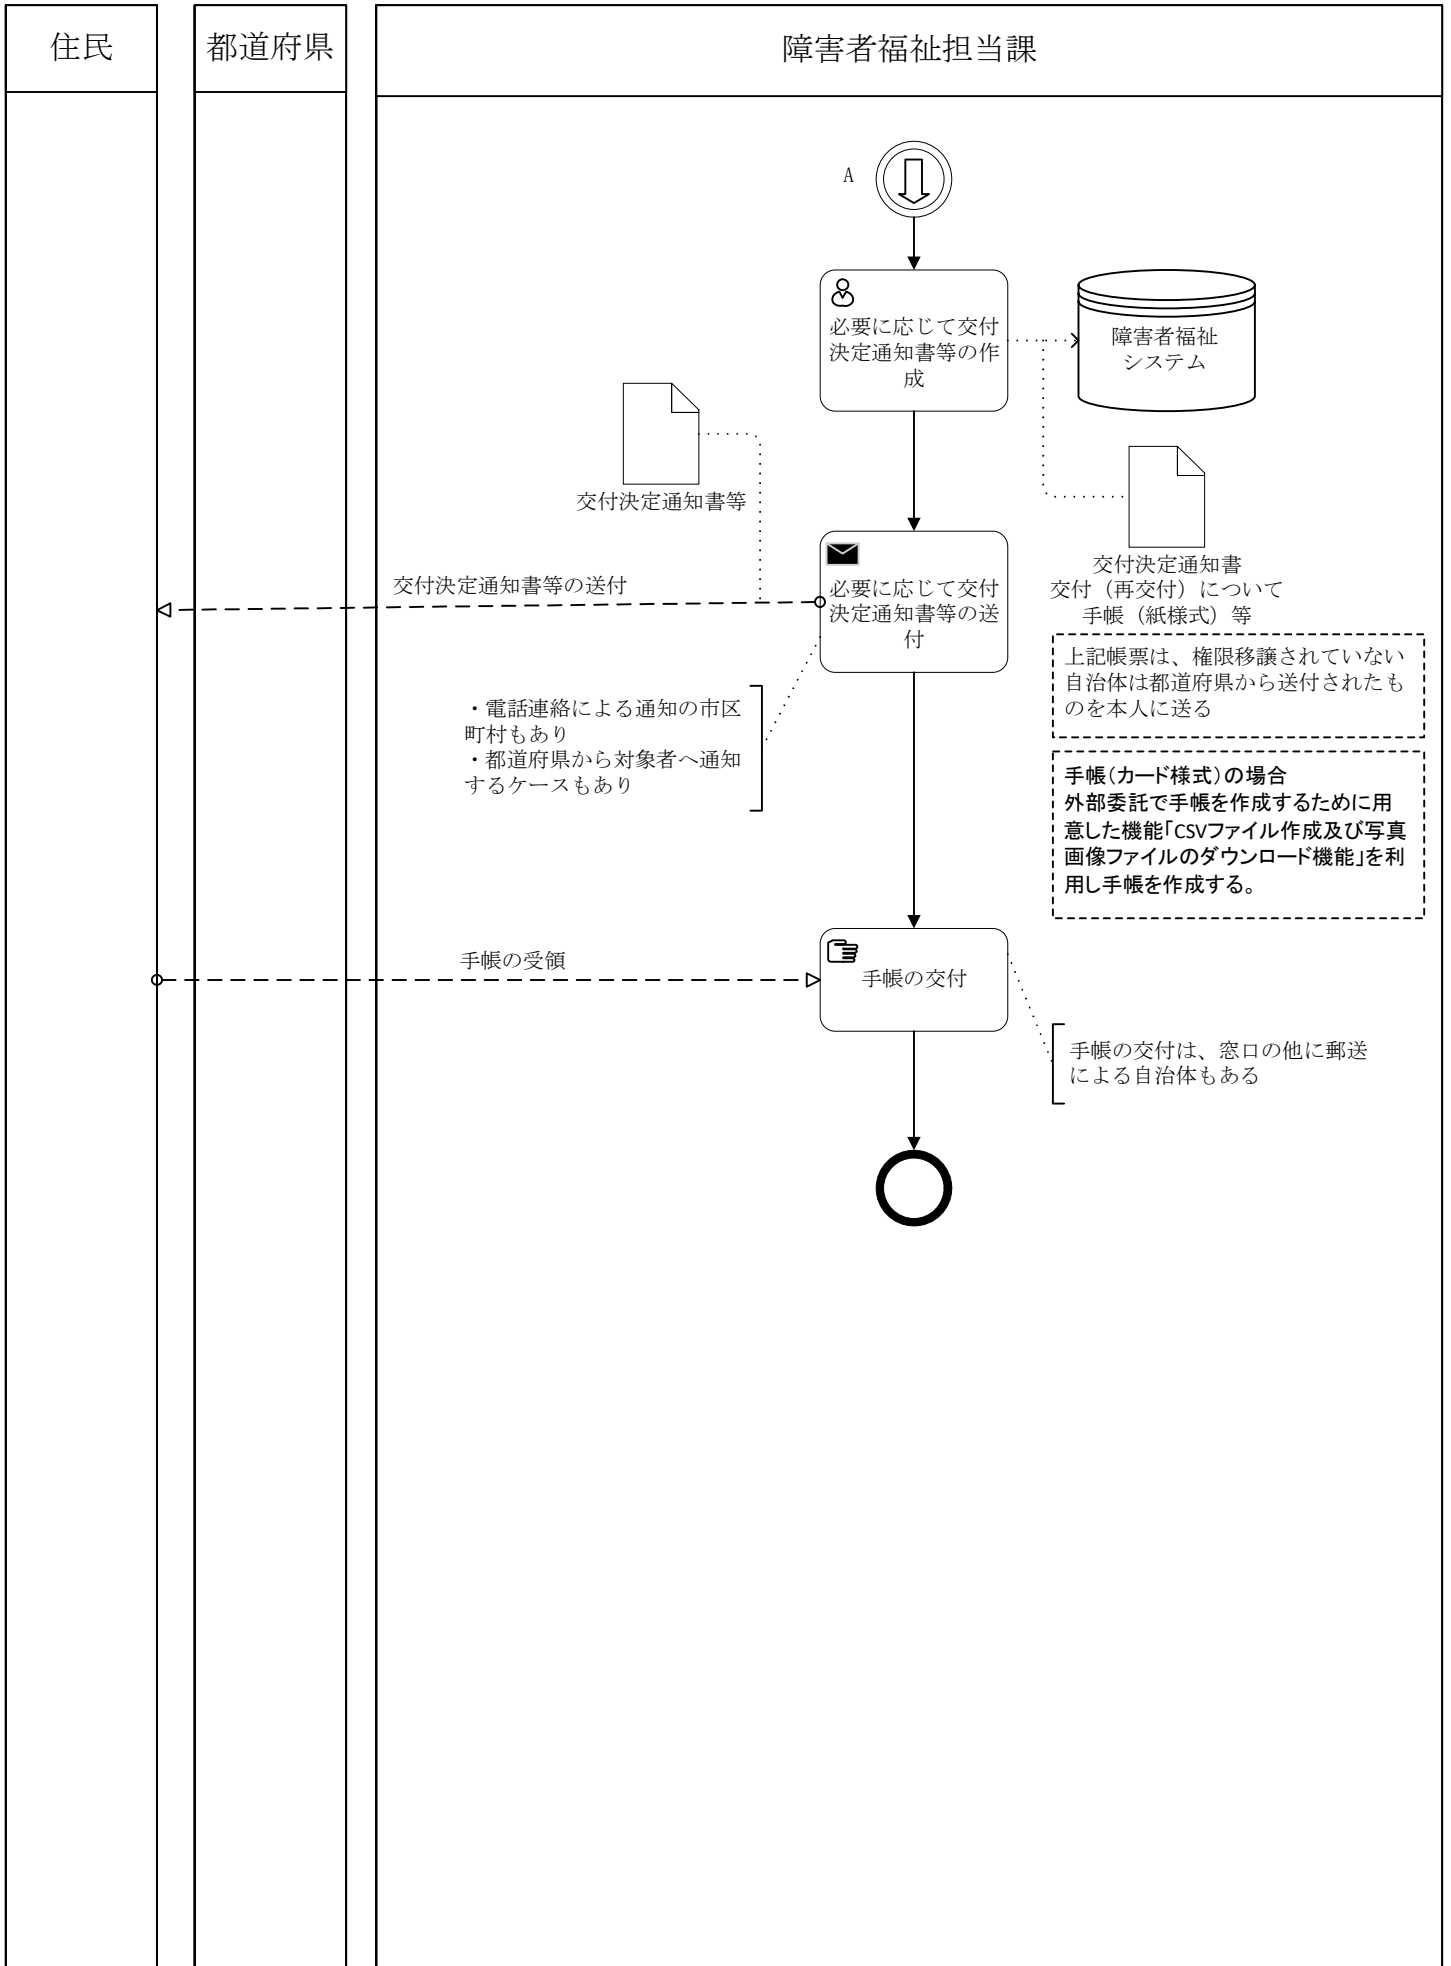 住民
都道府県
障害者福祉担当課
A
必要に応じて交付
決定通知書等の作
成
障害者福祉
システム
交付決定通知書等
交付決定通知書
交付（再交付）について
手帳（紙様式）等
交付決定通知書等の送付
必要に応じて交付
決定通知書等の送
付
上記帳票は、権限移譲されていない
自治体は都道府県から送付されたも
のを本人に送る
・電話連絡による通知の市区
町村もあり
・都道府県から対象者へ通知
するケースもあり
手帳（カード様式）の場合
外部委託で手帳を作成するために用
意した機能「CSVファイル作成及び写真
画像ファイルのダウンロード機能」を利
用し手帳を作成する。
手帳の受領
手帳の交付
手帳の交付は、窓口の他に郵送
による自治体もある